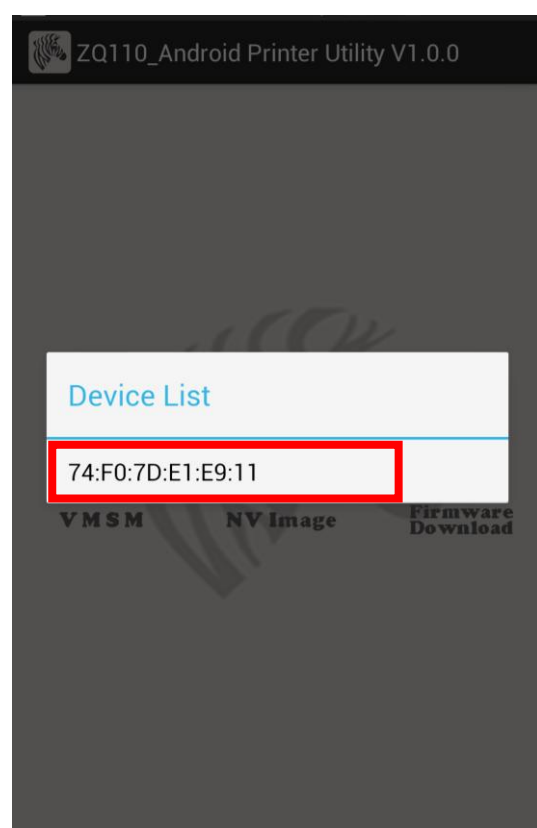 ZQ110_Android Printer Utility V1.0.0
Device List
74:F0:7D:E1:E9:11
VMSM NV Image Firmware
Download